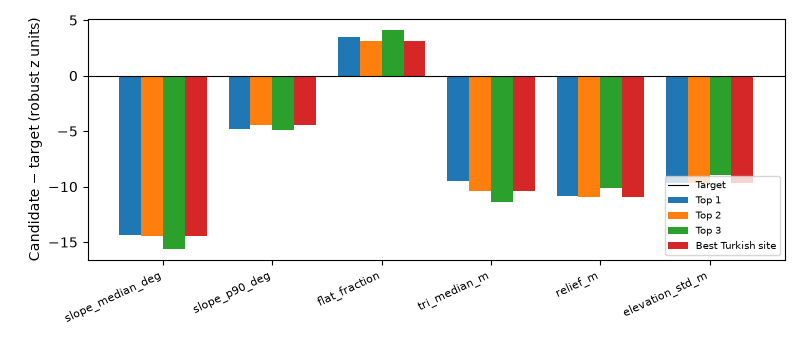 Candidate − target (robust z units)
5
0
−5
−10
−15
slope_median_deg
slope_p90_deg
flat_fraction
tri_median_m
relief_m
elevation_std_m
Target
Top 1
Top 2
Top 3
Best Turkish site